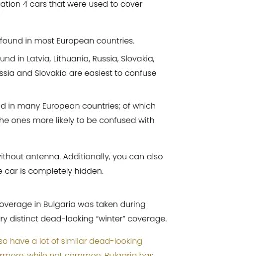 ation 4 cars that were used to cover
found in most European countries.
und in Latvia, Lithuania, Russia, Slovakia,
ssia and Slovakia are easiest to confuse
d in many European countries; of which
he ones more likely to be confused with
ithout antenna. Additionally, you can also
e car is completely hidden.
overage in Bulgaria was taken during
ry distinct dead-looking “winter” coverage.
so have a lot of similar dead-looking